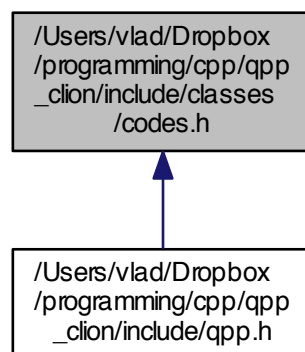 /Users/vlad/Dropbox
/programming/cpp/qpp
_clion/include/classes
/codes.h
/Users/vlad/Dropbox
/programming/cpp/qpp
_clion/include/qpp.h